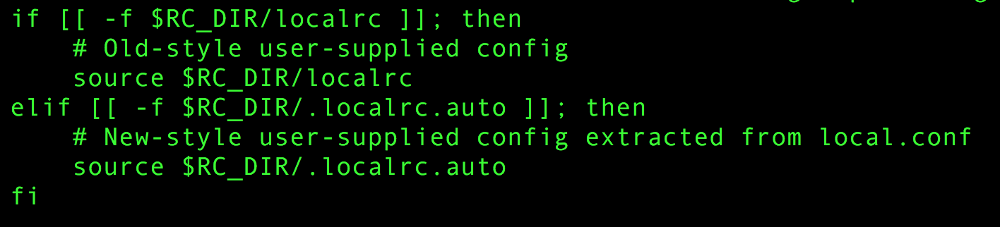 if [[ -f $RC_DIR/localrc ]]; then
    # Old-style user-supplied config
    source $RC_DIR/localrc
elif [[ -f $RC_DIR/.localrc.auto ]]; then
    # New-style user-supplied config extracted from local.conf
    source $RC_DIR/.localrc.auto
fi